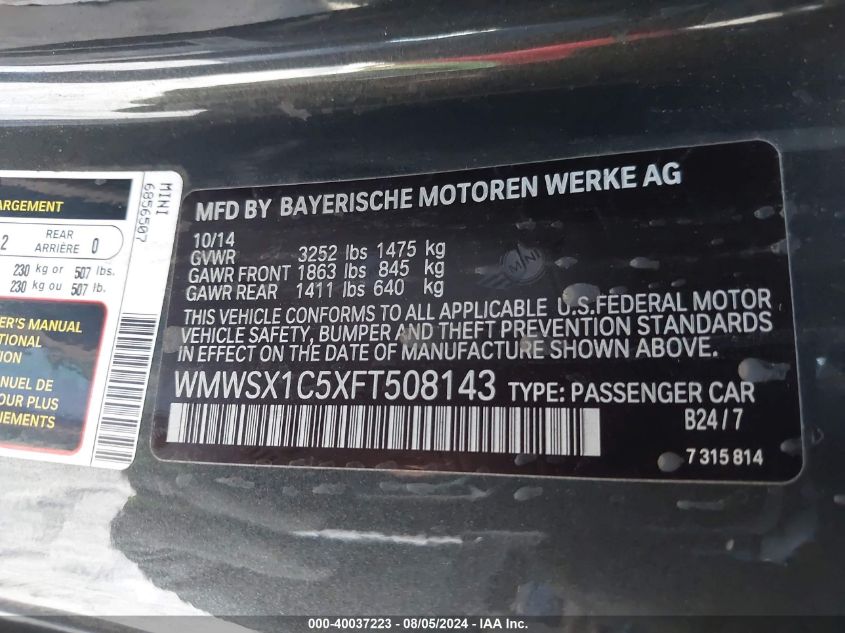 ARGEMENT
2 REAR ARRIÈRE 0
230 kg or 507 lbs.
230 kg ou 507 lb.
ER'S MANUAL
TIONAL
TION
NUEL DE
OUR PLUS
NEMENTS
MINI
6856507
MFD BY BAYERISCHE MOTOREN WERKE AG
10/14
GVWR 3252 lbs 1475 kg
GAWR FRONT 1863 lbs 845 kg
GAWR REAR 1411 lbs 640 kg
MINI
THIS VEHICLE CONFORMS TO ALL APPLICABLE U.S.FEDERAL MOTOR
VEHICLE SAFETY, BUMPER AND THEFT PREVENTION STANDARDS
IN EFFECT ON THE DATE OF MANUFACTURE SHOWN ABOVE.
WMWSX1C5XFT508143 TYPE: PASSENGER CAR
B24/7
7 315 814
000-40037223 - 08/05/2024 - IAA Inc.